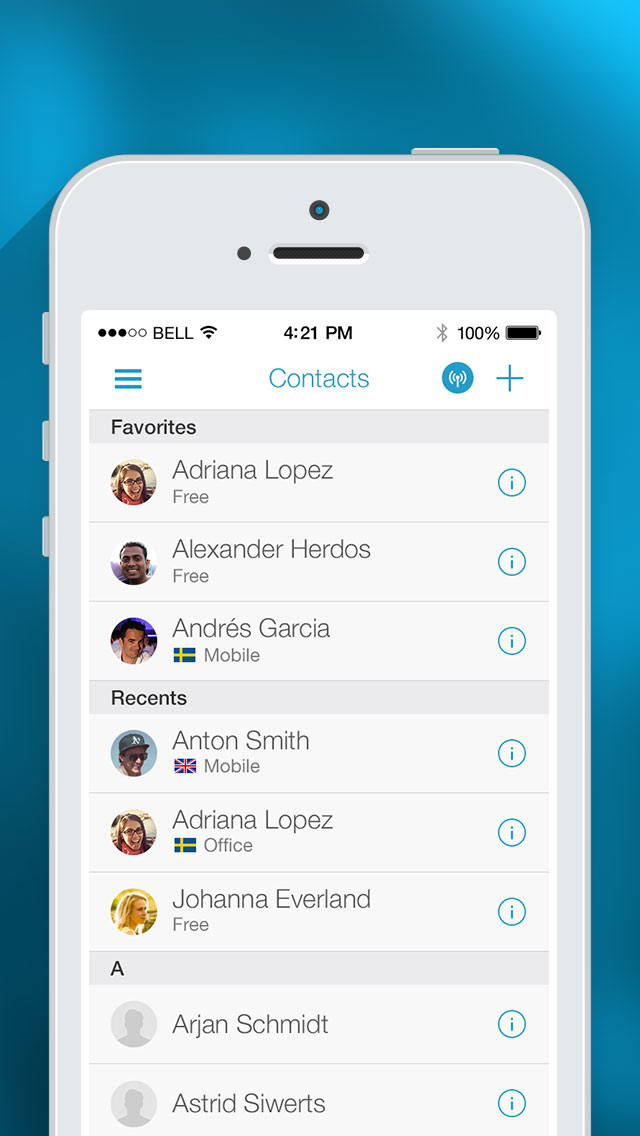 BELL 4:21 PM 100%
Contacts
Favorites
Adriana Lopez
Free
Alexander Herdos
Free
Andrés Garcia
Mobile
Recents
Anton Smith
Mobile
Adriana Lopez
Office
Johanna Everland
Free
A
Arjan Schmidt
Astrid Siwerts